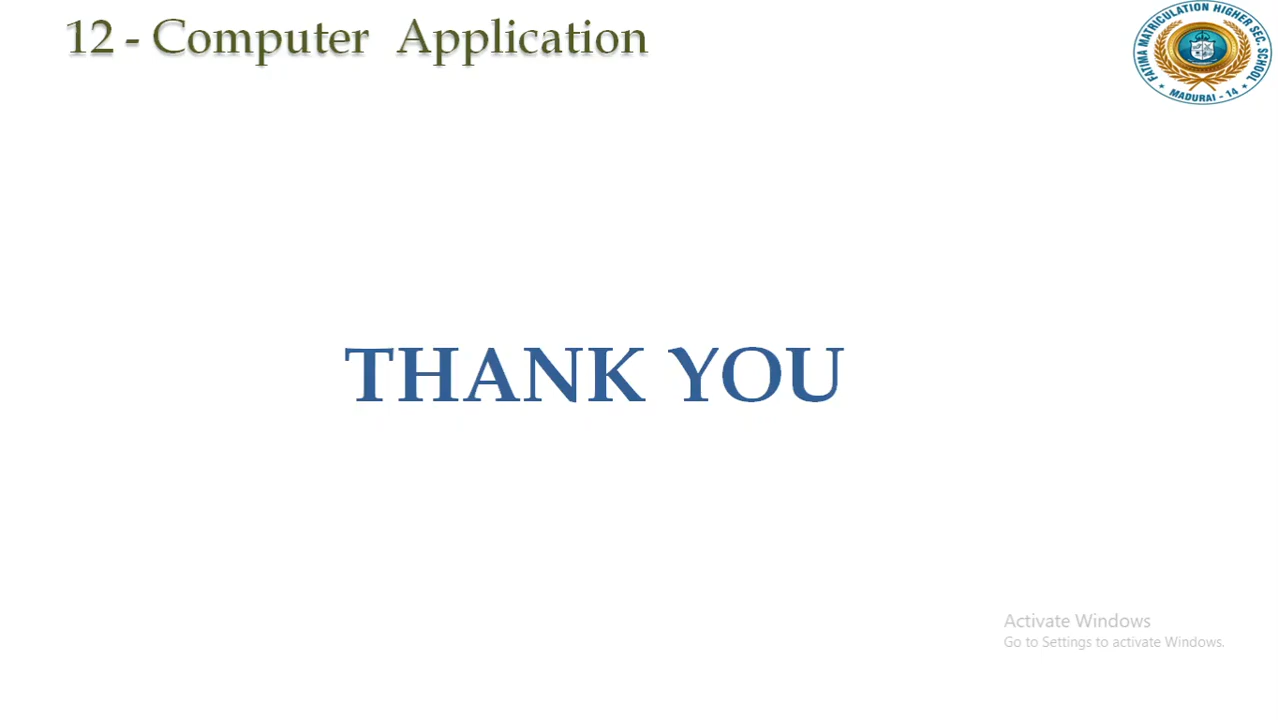 12 - Computer Application
FATIMA MATRICULATION HIGHER SEC. SCHOOL
MADURAI - 14
THANK YOU
Activate Windows
Go to Settings to activate Windows.